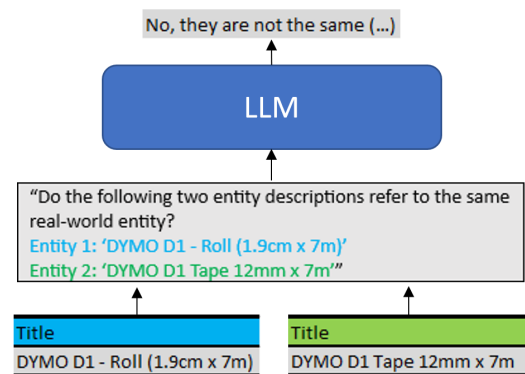 No, they are not the same (...)
LLM
“Do the following two entity descriptions refer to the same
real-world entity?
Entity 1: ‘DYMO D1 - Roll (1.9cm x 7m)’
Entity 2: ‘DYMO D1 Tape 12mm x 7m’”
Title
DYMO D1 - Roll (1.9cm x 7m)
Title
DYMO D1 Tape 12mm x 7m